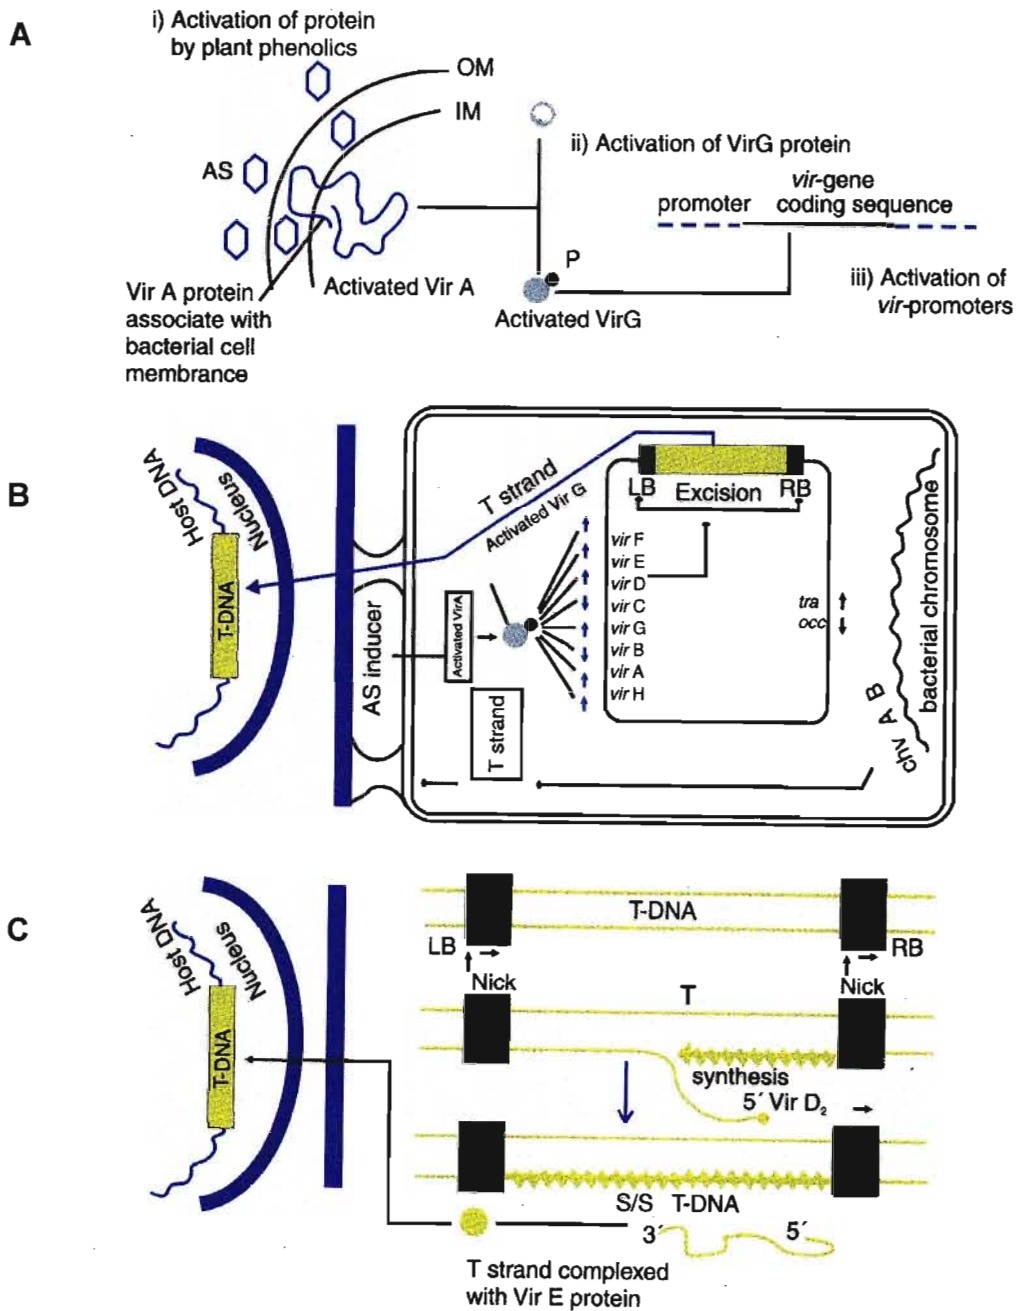 A
i) Activation of protein
by plant phenolics
OM
IM
AS
ii) Activation of VirG protein
vir-gene
promoter coding sequence
P
Activated Vir A
Activated VirG
iii) Activation of
vir-promoters
Vir A protein
associate with
bacterial cell
membrance
B
Host DNA
Nucleus
T-DNA
T strand
Activated Vir G
LB Excision RB
vir F
vir E
vir D
vir C
vir G
vir B
vir A
vir H
tra
occ
AS inducer
Activated VirA
T strand
chv A B
bacterial chromosome
C
Host DNA
Nucleus
T-DNA
T-DNA
LB
RB
Nick
Nick
T
synthesis
5´ Vir D2
S/S T-DNA
3´ 5´
T strand complexed
with Vir E protein